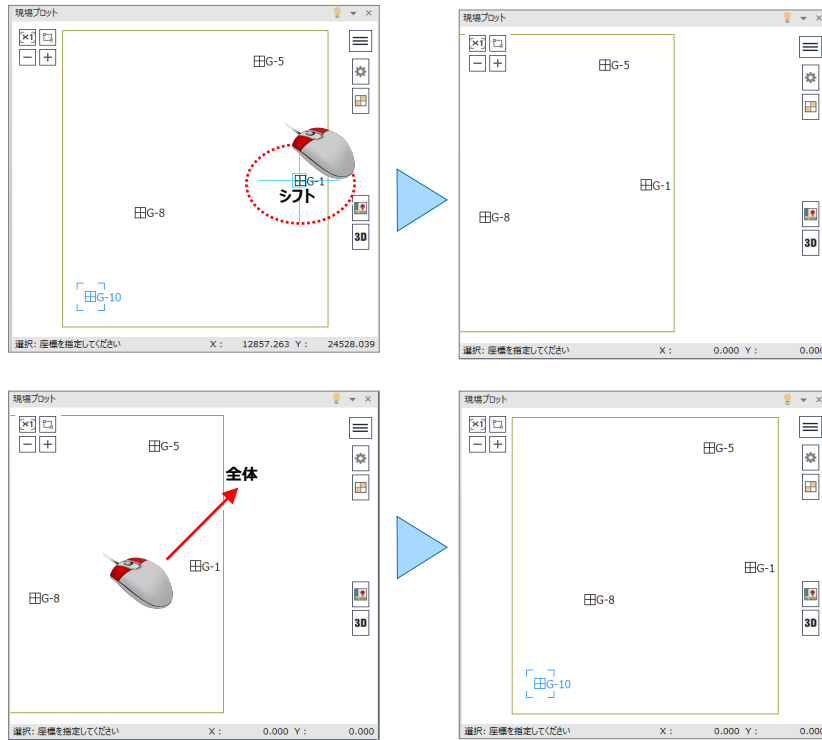 現場プロット
G-5
G-1
シフト
G-8
3D
G-10
選択: 座標を指定してください X : 12857.263 Y : 24528.039
現場プロット
G-5
G-1
G-8
3D
選択: 座標を指定してください X : 0.000 Y : 0.000
現場プロット
G-5
全体
G-1
G-8
3D
選択: 座標を指定してください X : 0.000 Y : 0.000
現場プロット
G-5
G-1
G-8
3D
G-10
選択: 座標を指定してください X : 0.000 Y : 0.000